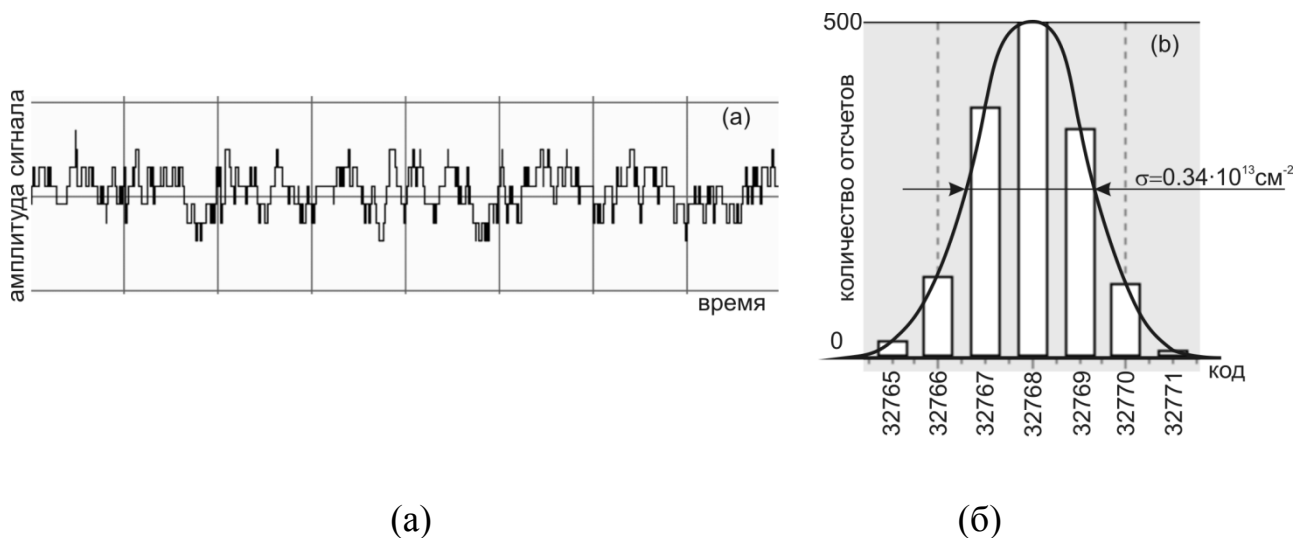 амплитуда сигнала
(a)
время
500
(b)
количество отсчетов
σ=0.34·10¹³см⁻²
0
32765
32766
32767
32768
32769
32770
32771
код
(а)
(б)